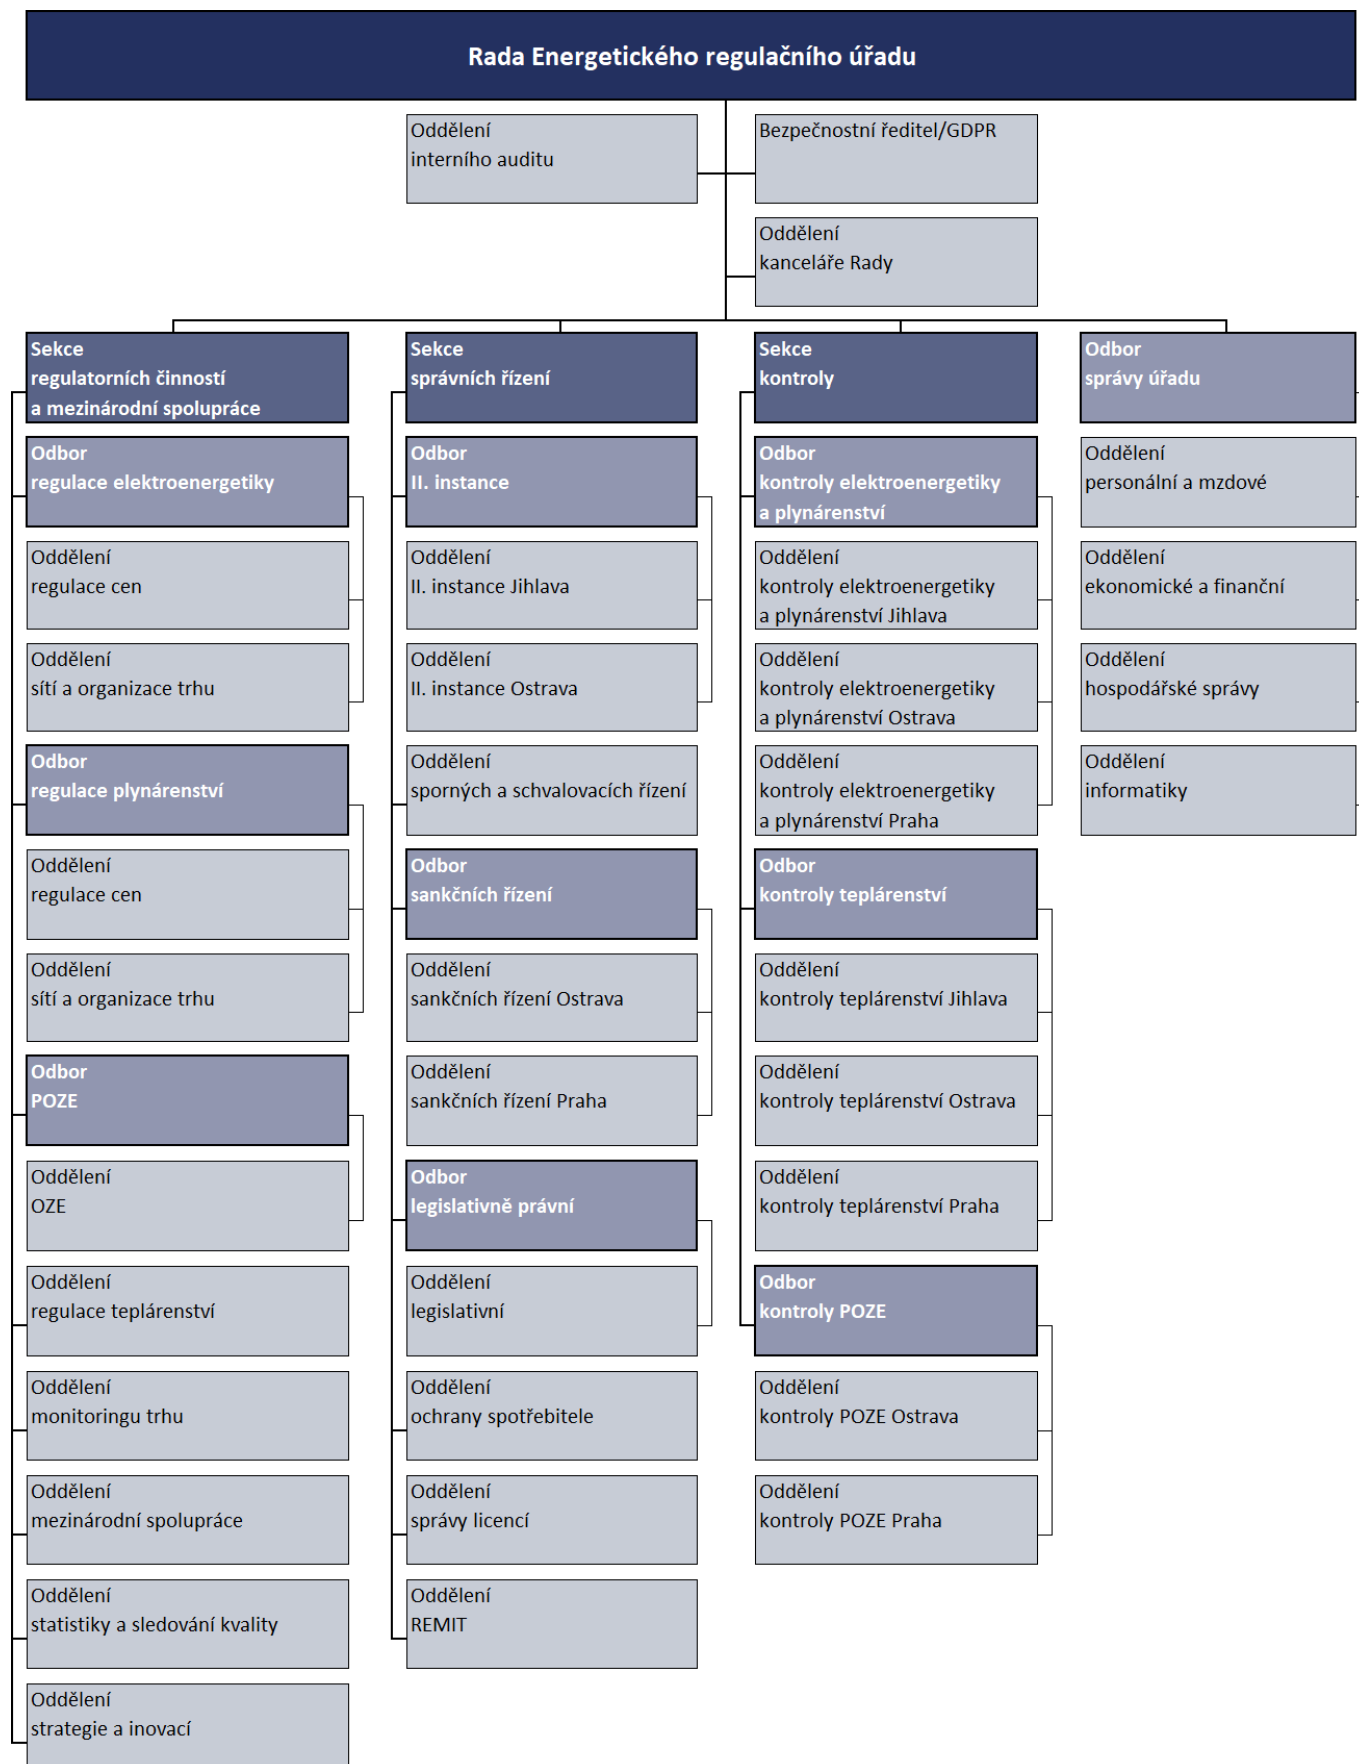 Rada Energetického regulačního úřadu
Oddělení
interního auditu
Bezpečnostní ředitel/GDPR
Oddělení
kanceláře Rady
Sekce
regulatorních činností
a mezinárodní spolupráce
Odbor
regulace elektroenergetiky
Oddělení
regulace cen
Oddělení
sítí a organizace trhu
Odbor
regulace plynárenství
Oddělení
regulace cen
Oddělení
sítí a organizace trhu
Odbor
POZE
Oddělení
OZE
Oddělení
regulace teplárenství
Oddělení
monitoringu trhu
Oddělení
mezinárodní spolupráce
Oddělení
statistiky a sledování kvality
Oddělení
strategie a inovací
Sekce
správních řízení
Odbor
II. instance
Oddělení
II. instance Jihlava
Oddělení
II. instance Ostrava
Oddělení
sporných a schvalovacích řízení
Odbor
sankčních řízení
Oddělení
sankčních řízení Ostrava
Oddělení
sankčních řízení Praha
Odbor
legislativně právní
Oddělení
legislativní
Oddělení
ochrany spotřebitele
Oddělení
správy licencí
Oddělení
REMIT
Sekce
kontroly
Odbor
kontroly elektroenergetiky
a plynárenství
Oddělení
kontroly elektroenergetiky
a plynárenství Jihlava
Oddělení
kontroly elektroenergetiky
a plynárenství Ostrava
Oddělení
kontroly elektroenergetiky
a plynárenství Praha
Odbor
kontroly teplárenství
Oddělení
kontroly teplárenství Jihlava
Oddělení
kontroly teplárenství Ostrava
Oddělení
kontroly teplárenství Praha
Odbor
kontroly POZE
Oddělení
kontroly POZE Ostrava
Oddělení
kontroly POZE Praha
Odbor
správy úřadu
Oddělení
personální a mzdové
Oddělení
ekonomické a finanční
Oddělení
hospodářské správy
Oddělení
informatiky